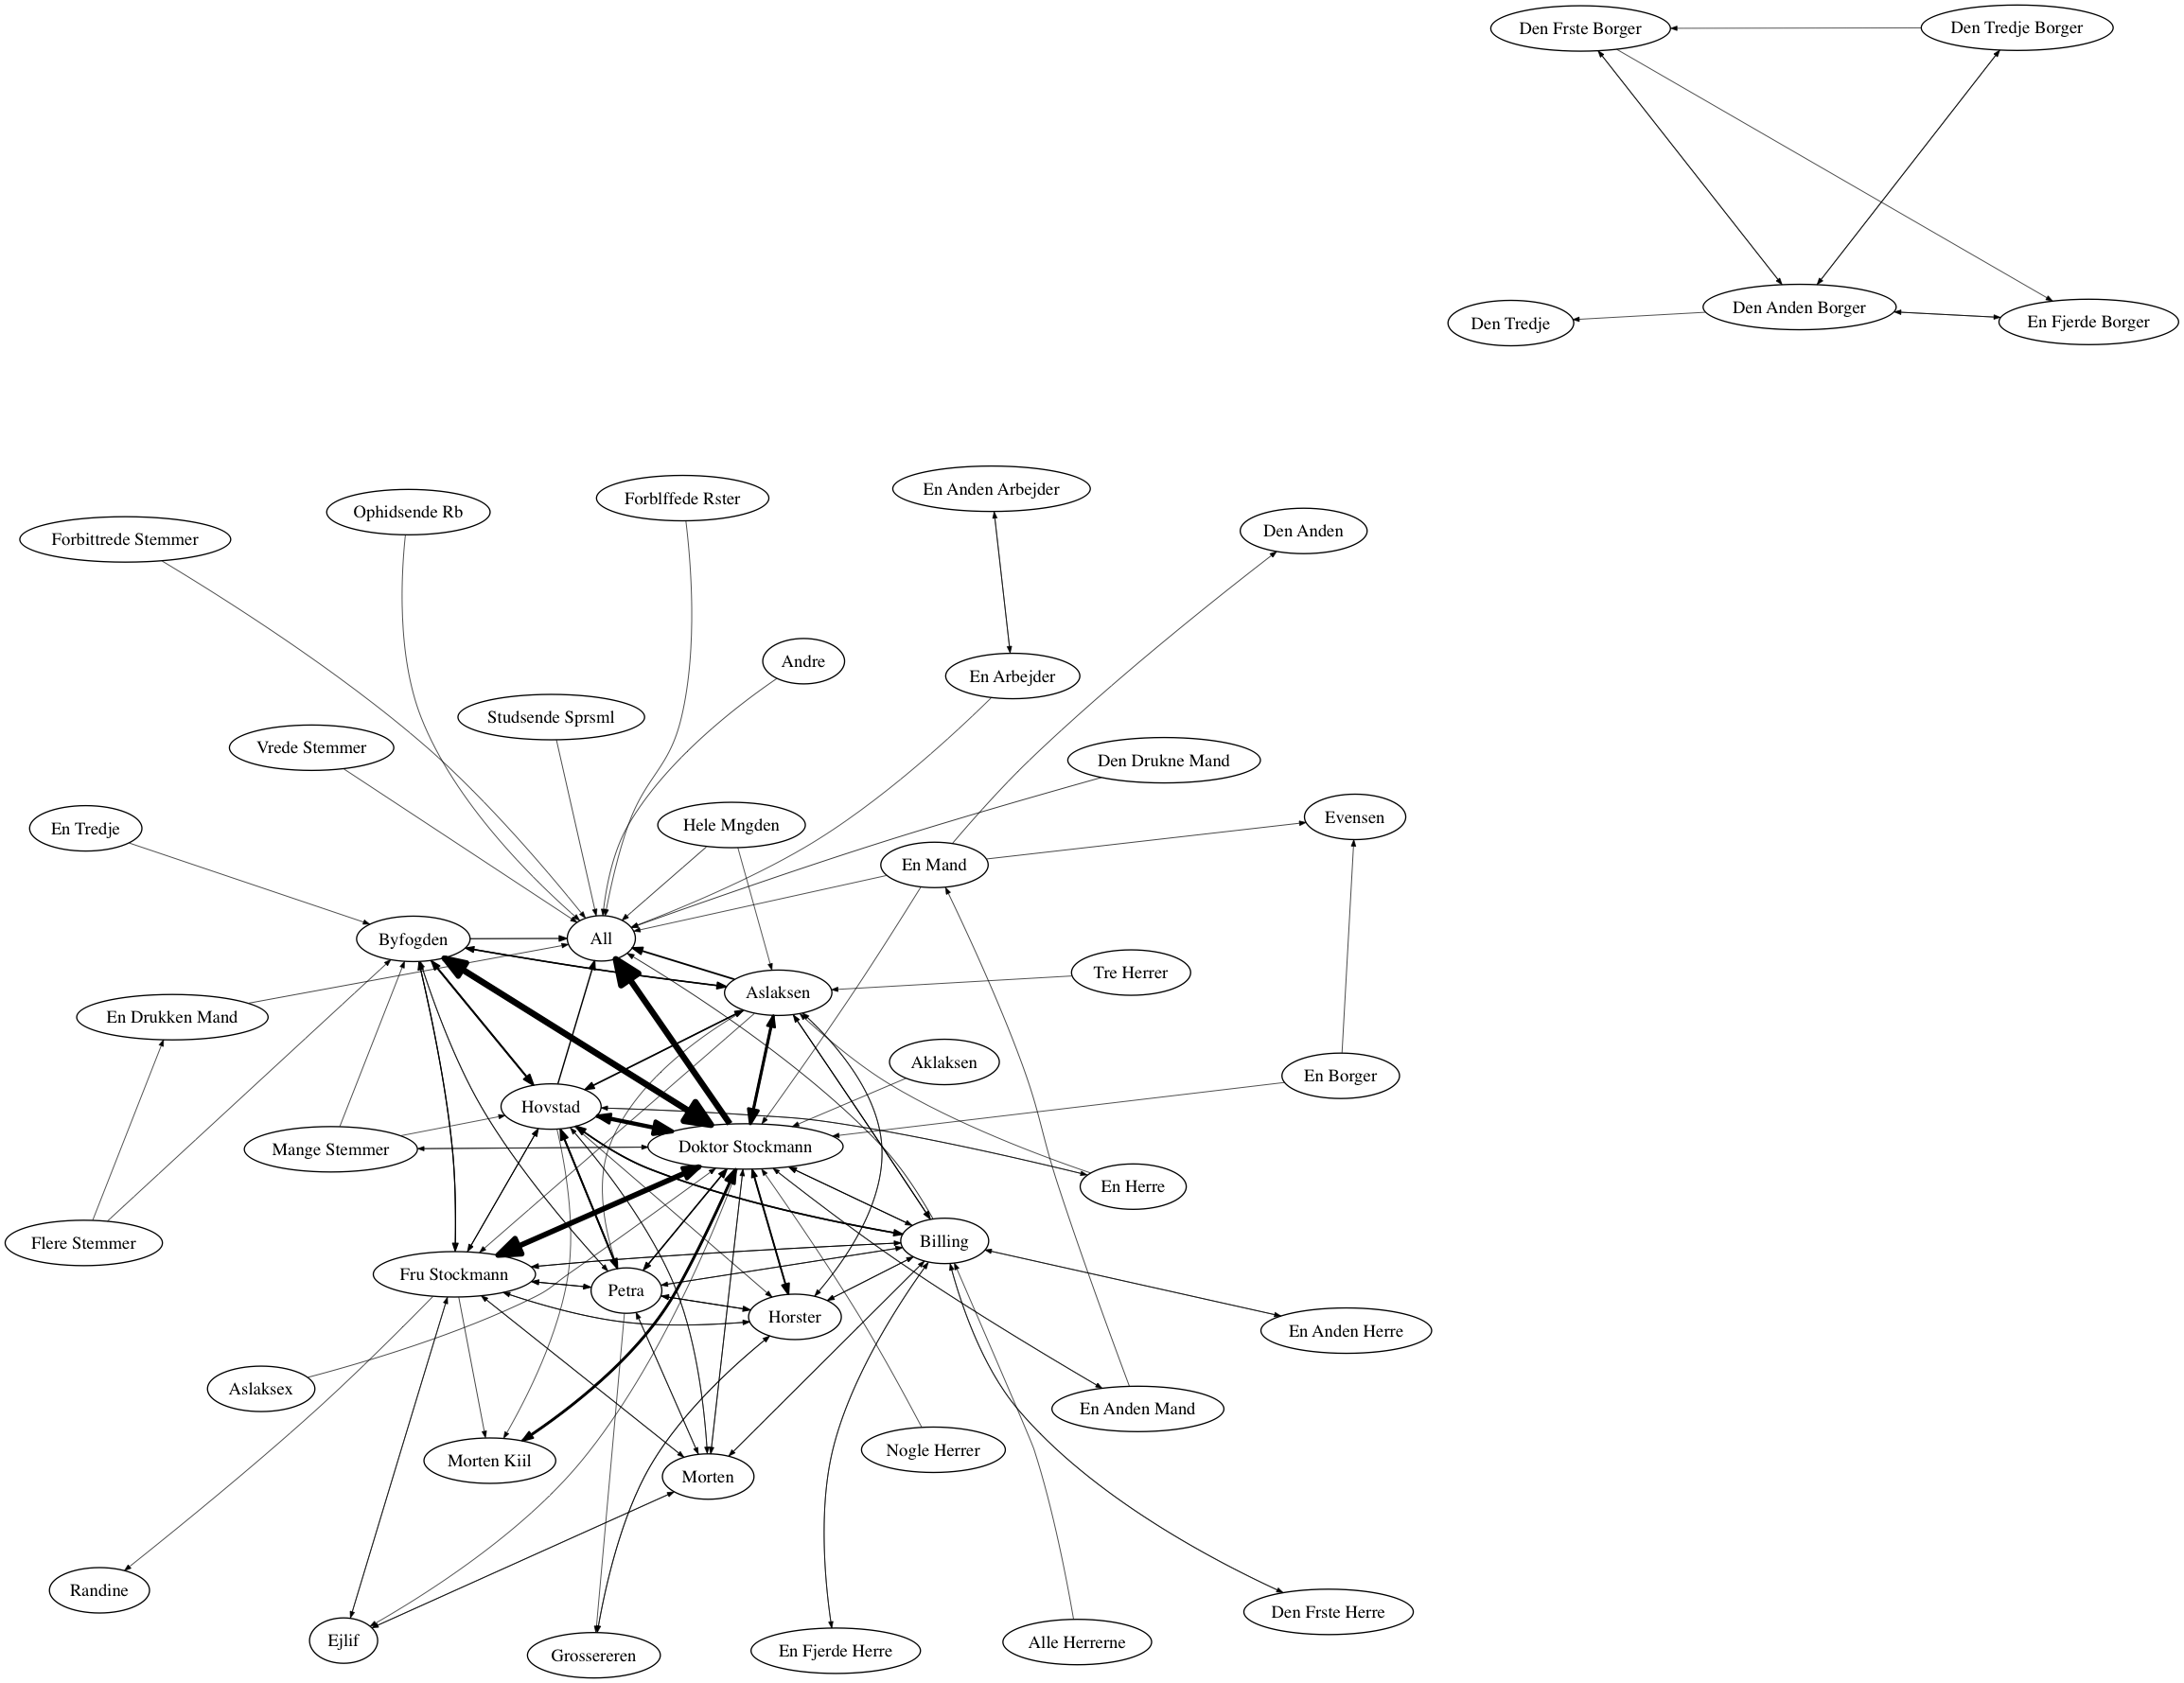 Den Frste Borger
Den Tredje Borger
Den Anden Borger
Den Tredje
En Fjerde Borger
En Anden Arbejder
Forblffede Rster
Ophidsende Rb
Den Anden
Forbittrede Stemmer
Andre
En Arbejder
Studsende Sprsml
Vrede Stemmer
Den Drukne Mand
Evensen
Hele Mngden
En Tredje
En Mand
Byfogden
All
Tre Herrer
Aslaksen
En Drukken Mand
Aklaksen
En Borger
Hovstad
Doktor Stockmann
Mange Stemmer
En Herre
Billing
Flere Stemmer
Fru Stockmann
Petra
Horster
En Anden Herre
Aslaksex
En Anden Mand
Nogle Herrer
Morten Kiil
Morten
Randine
Den Frste Herre
Ejlif
Alle Herrerne
En Fjerde Herre
Grossereren